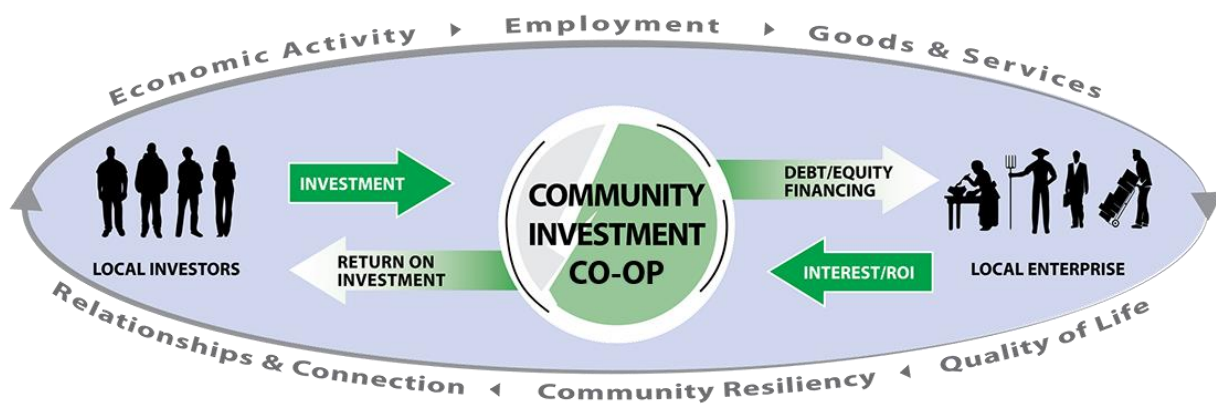 Economic Activity ▸ Employment ▸ Goods & Services
INVESTMENT
COMMUNITY
INVESTMENT
CO-OP
DEBT/EQUITY
FINANCING
LOCAL INVESTORS
RETURN ON
INVESTMENT
INTEREST/ROI
LOCAL ENTERPRISE
Relationships & Connection ◂ Community Resiliency ◂ Quality of Life